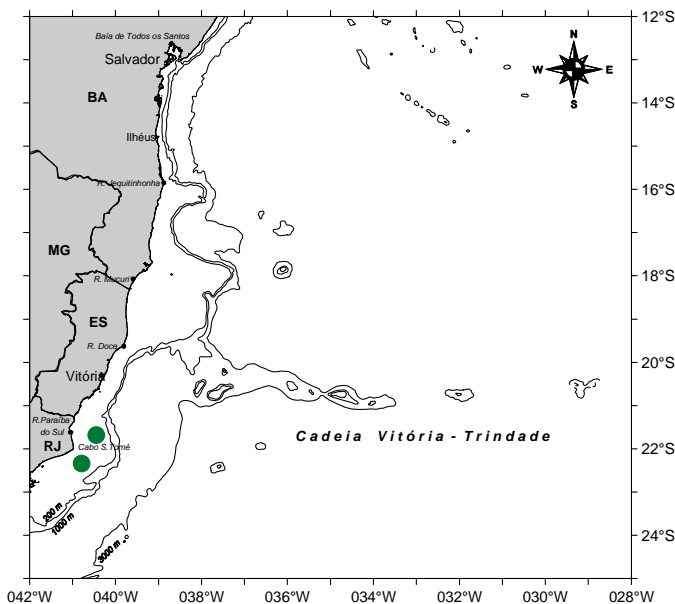 12°S
Baía de Todos os Santos
N
Salvador
W
E
BA
S
14°S
Ilhéus
R. Jequitinhonha
16°S
MG
R. Mucuri
18°S
ES
R. Doce
20°S
Vitória
R.Paraíba
do Sul
Cadeia Vitória - Trindade
RJ
Cabo S.Tomé
22°S
200 m
1000 m
3000 m
24°S
042°W
040°W
038°W
036°W
034°W
032°W
030°W
028°W